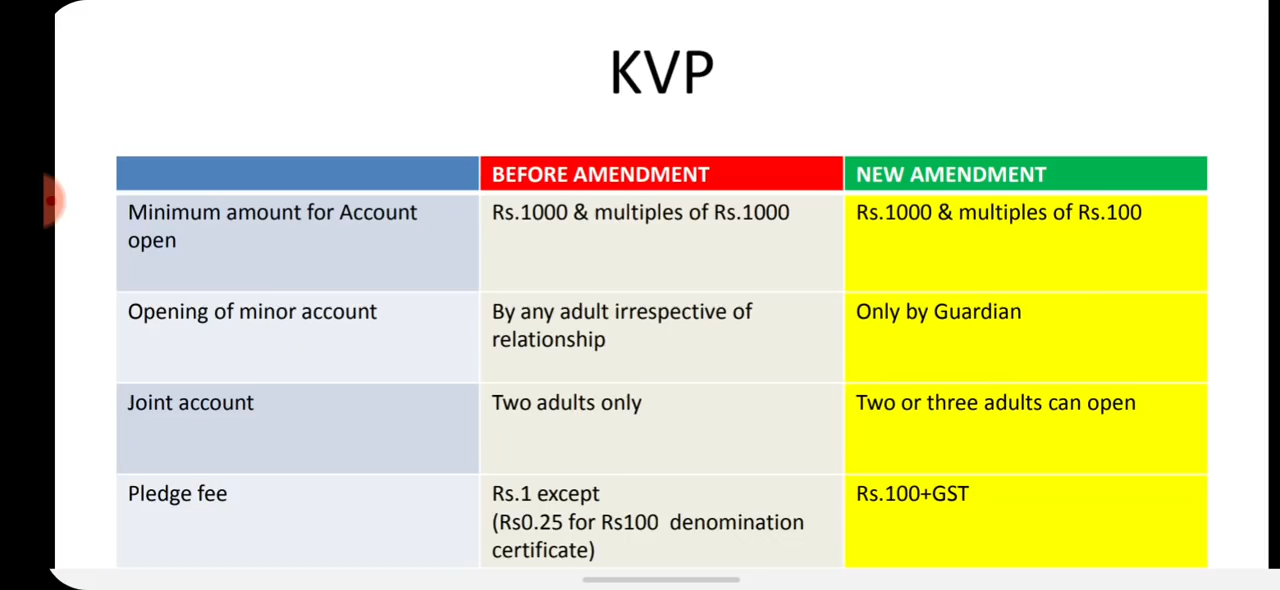 KVP
BEFORE AMENDMENT
NEW AMENDMENT
Minimum amount for Account
open
Rs.1000 & multiples of Rs.1000
Rs.1000 & multiples of Rs.100
Opening of minor account
By any adult irrespective of
relationship
Only by Guardian
Joint account
Two adults only
Two or three adults can open
Pledge fee
Rs.1 except
(Rs0.25 for Rs100 denomination
certificate)
Rs.100+GST